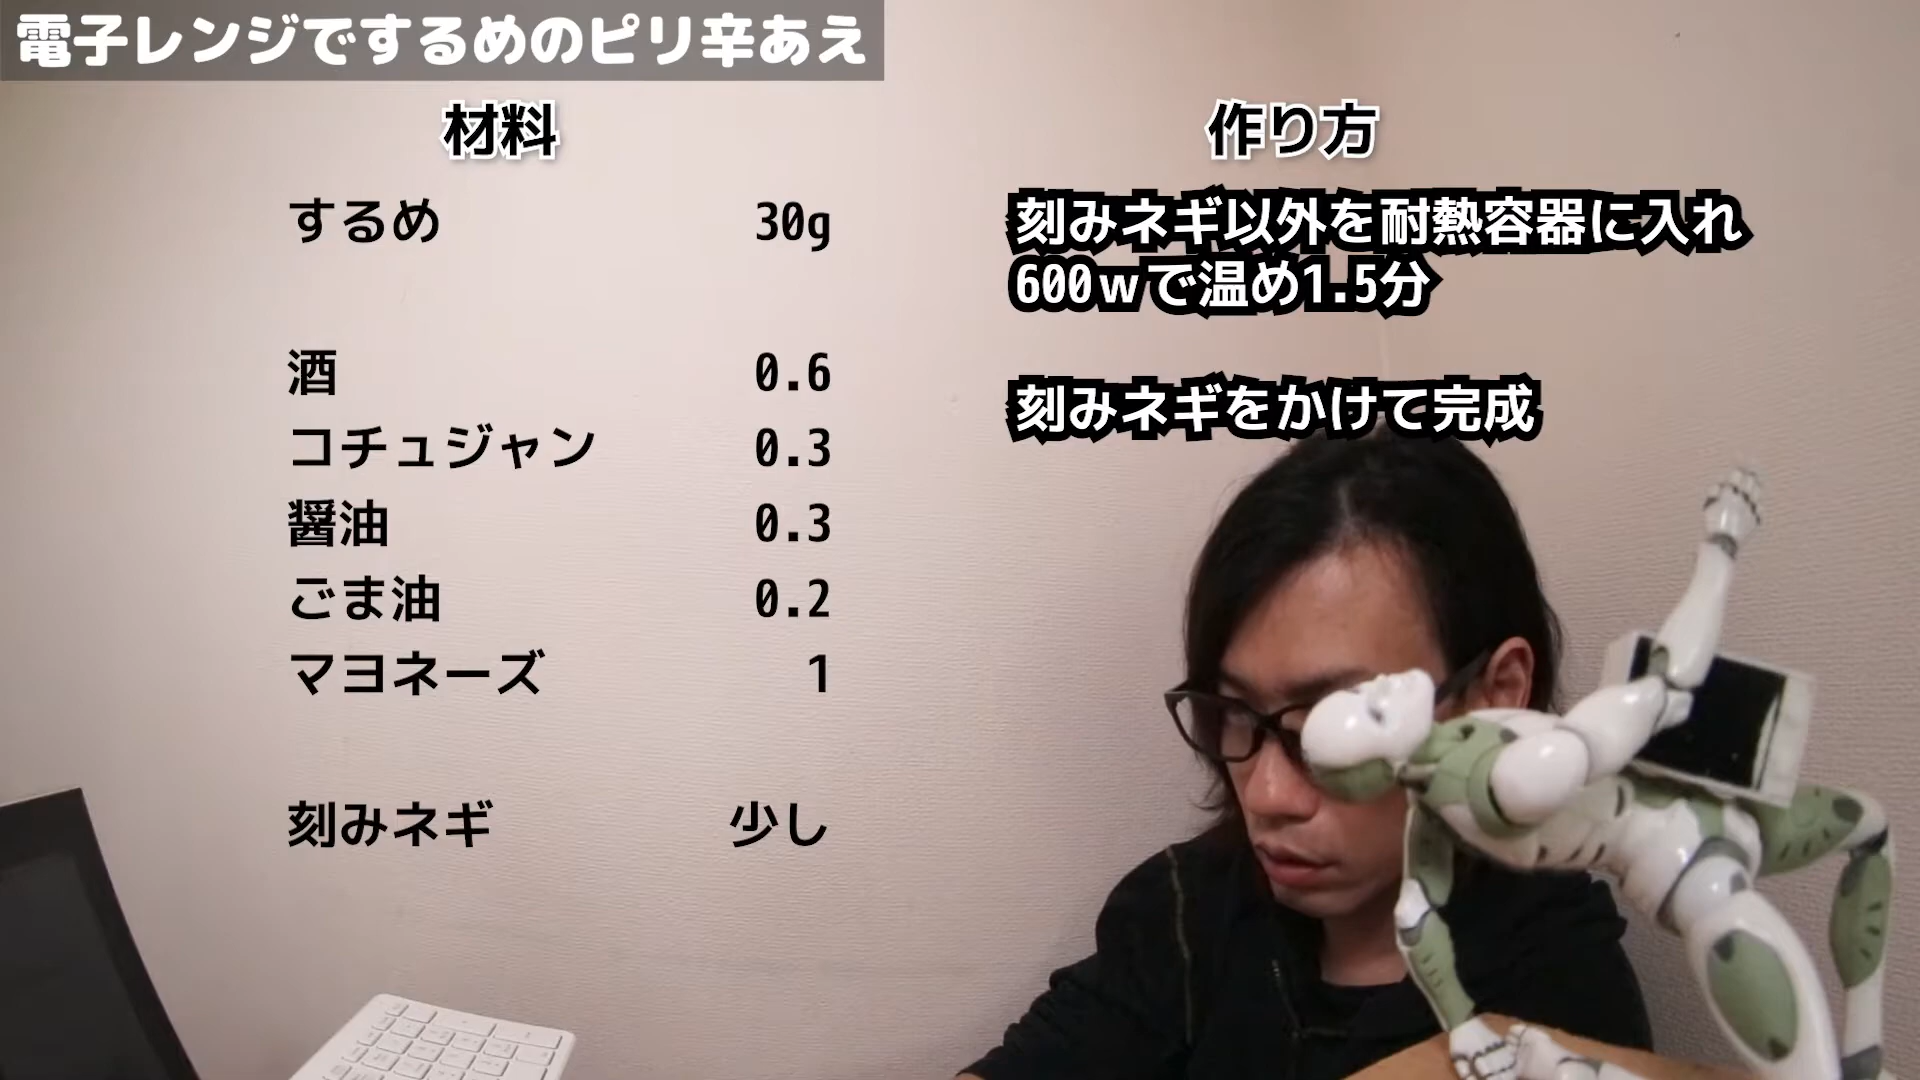 電子レンジでするめのピリ辛あえ
材料
するめ 30g
酒 0.6
コチュジャン 0.3
醤油 0.3
ごま油 0.2
マヨネーズ 1
刻みネギ 少し
作り方
刻みネギ以外を耐熱容器に入れ
600ｗで温め1.5分
刻みネギをかけて完成